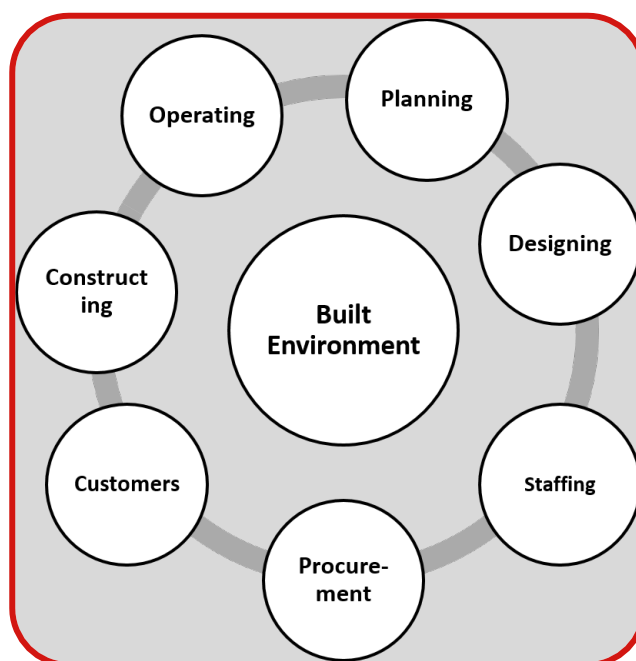 Operating
Planning
Designing
Construct
ing
Built
Environment
Customers
Staffing
Procure-
ment